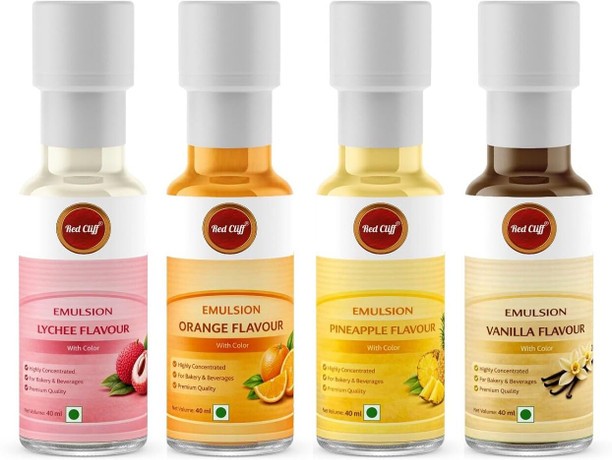 Red Cliff®
EMULSION
LYCHEE FLAVOUR
With Color
Highly Concentrated
For Bakery & Beverages
Premium Quality
Net Volume: 40 ml
Red Cliff®
EMULSION
ORANGE FLAVOUR
With Color
Highly Concentrated
For Bakery & Beverages
Premium Quality
Net Volume: 40 ml
Red Cliff®
EMULSION
PINEAPPLE FLAVOUR
With Color
Highly Concentrated
For Bakery & Beverages
Premium Quality
Net Volume: 40 ml
Red Cliff®
EMULSION
VANILLA FLAVOUR
With Color
Highly Concentrated
For Bakery & Beverages
Premium Quality
Net Volume: 40 ml